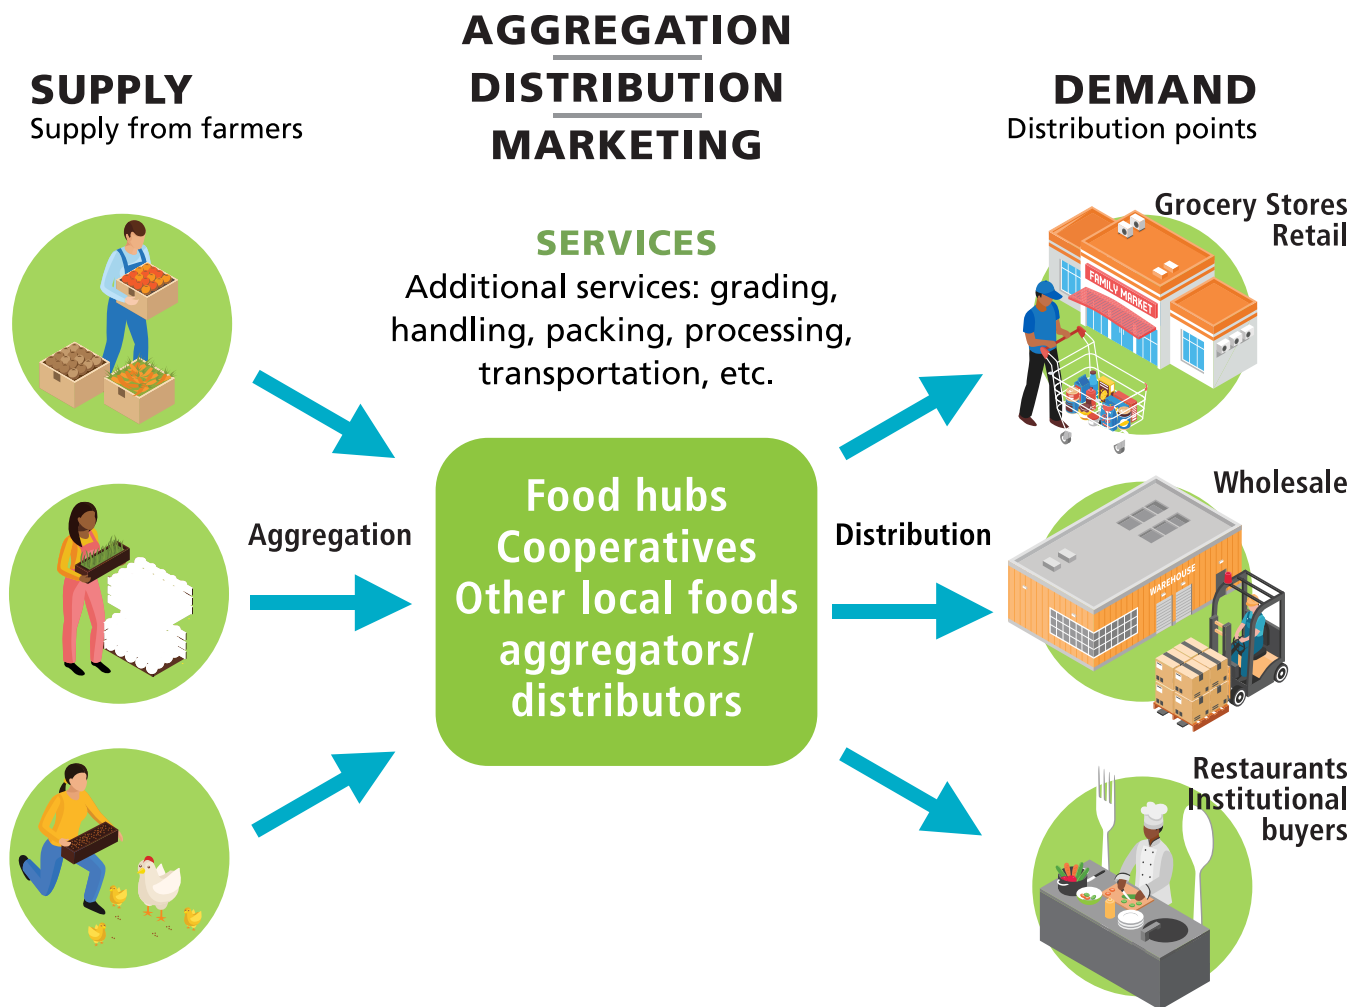 AGGREGATION
DISTRIBUTION
MARKETING
SUPPLY
Supply from farmers
DEMAND
Distribution points
SERVICES
Additional services: grading,
handling, packing, processing,
transportation, etc.
Aggregation
Food hubs
Cooperatives
Other local foods
aggregators/
distributors
Distribution
Grocery Stores
Retail
FAMILY MARKET
Wholesale
WAREHOUSE
Restaurants
Institutional
buyers